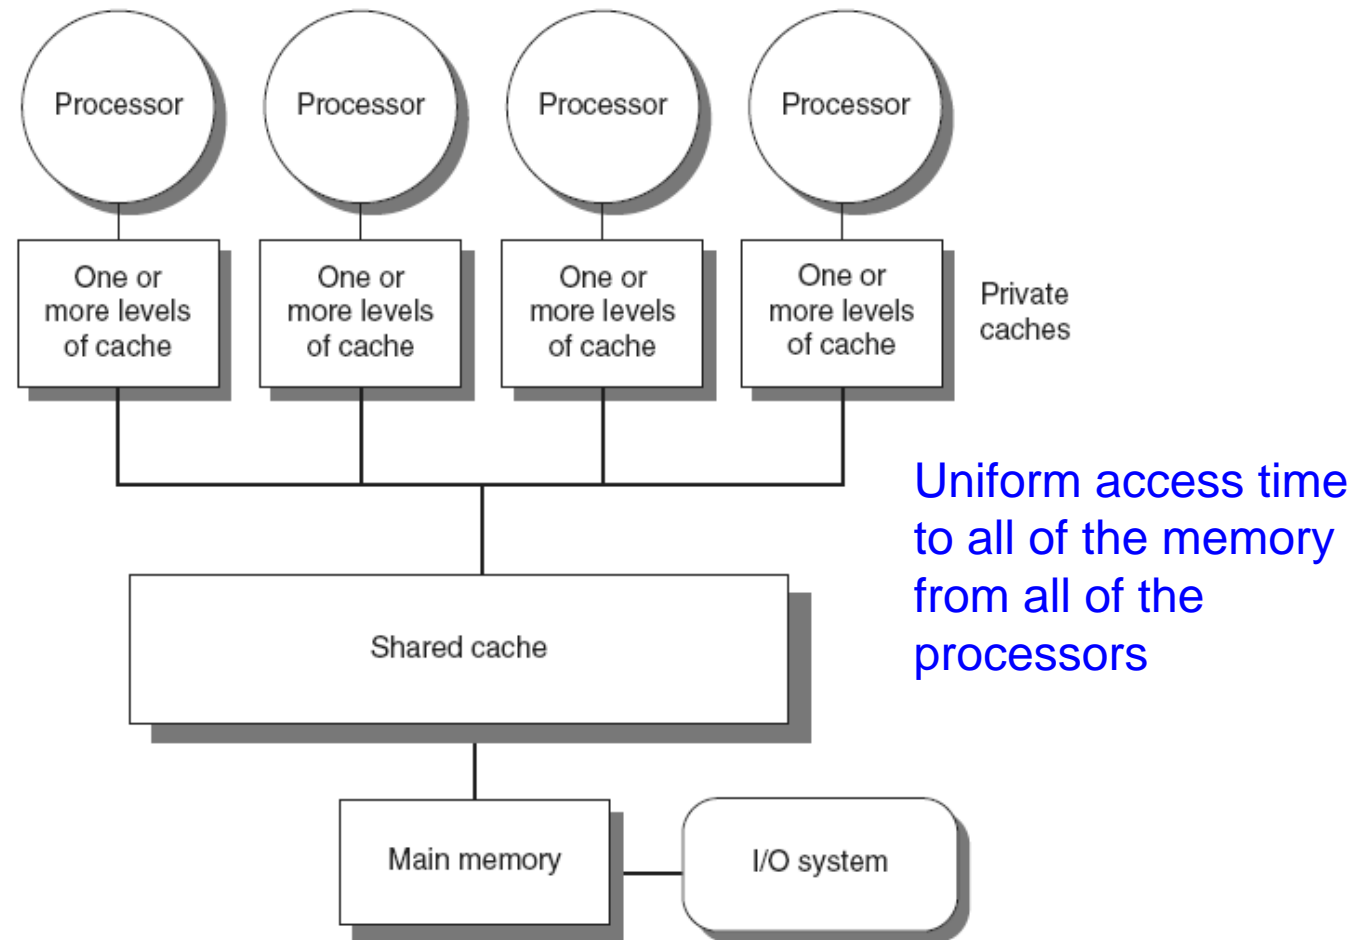 Processor
Processor
Processor
Processor
One or
more levels
of cache
One or
more levels
of cache
One or
more levels
of cache
One or
more levels
of cache
Private
caches
Uniform access time
to all of the memory
from all of the
processors
Shared cache
Main memory
I/O system